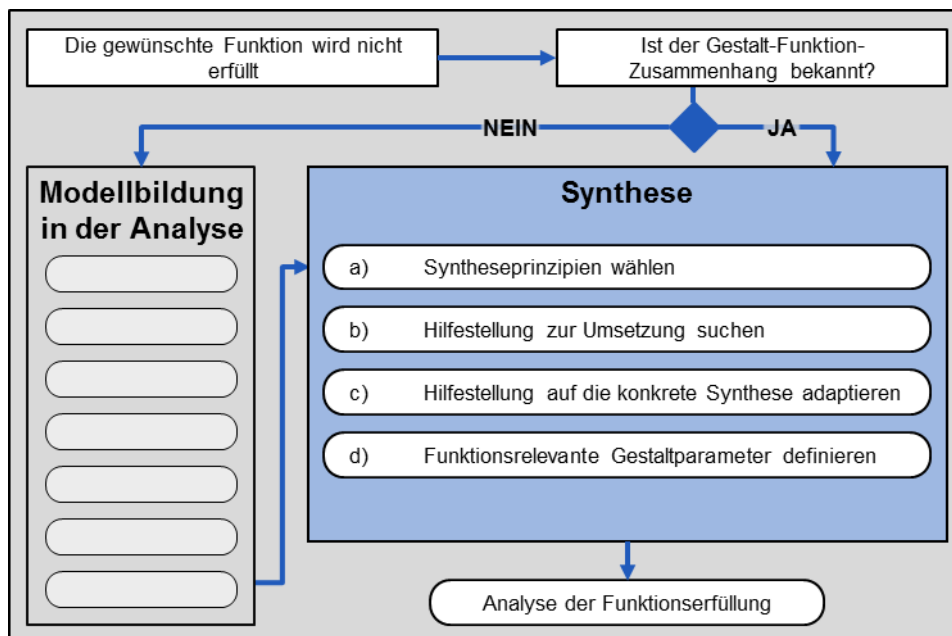 Die gewünschte Funktion wird nicht
erfüllt
Ist der Gestalt-Funktion-
Zusammenhang bekannt?
NEIN
JA
Modellbildung
in der Analyse
Synthese
a) Syntheseprinzipien wählen
b) Hilfestellung zur Umsetzung suchen
c) Hilfestellung auf die konkrete Synthese adaptieren
d) Funktionsrelevante Gestaltparameter definieren
Analyse der Funktionserfüllung